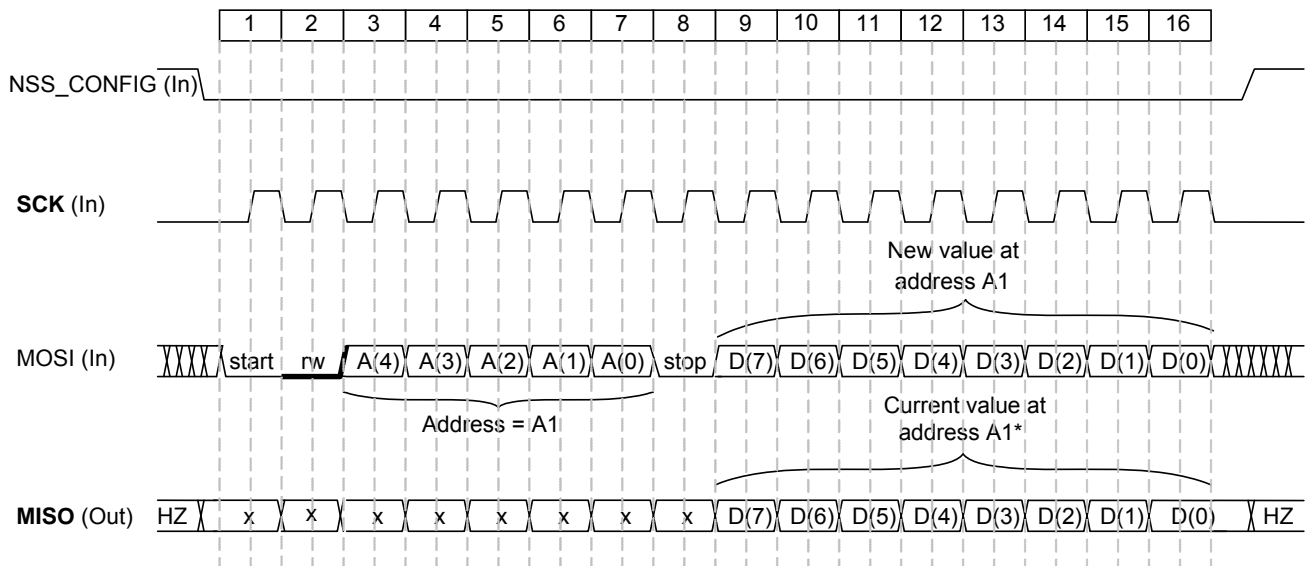 1 2 3 4 5 6 7 8 9 10 11 12 13 14 15 16
NSS_CONFIG (In)
SCK (In)
New value at
address A1
MOSI (In) start rw A(4) A(3) A(2) A(1) A(0) stop D(7) D(6) D(5) D(4) D(3) D(2) D(1) D(0)
Address = A1
Current value at
address A1*
MISO (Out) HZ x x x x x x x x D(7) D(6) D(5) D(4) D(3) D(2) D(1) D(0) HZ